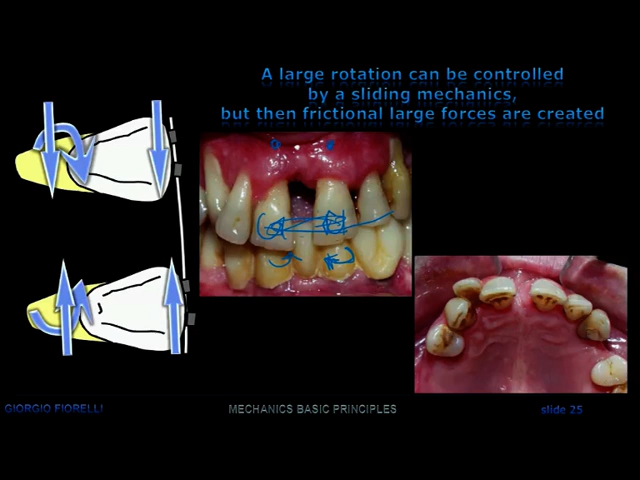 A large rotation can be controlled
by a sliding mechanics,
but then frictional large forces are created
GIORGIO FIORELLI
MECHANICS BASIC PRINCIPLES
slide 25